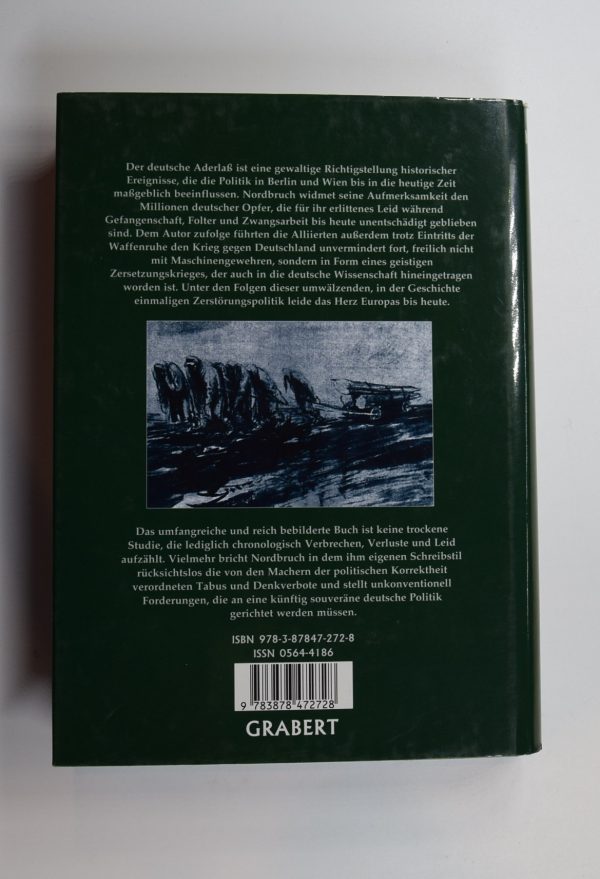 Der deutsche Aderlaß ist eine gewaltige Richtigstellung historischer
Ereignisse, die die Politik in Berlin und Wien bis in die heutige Zeit
maßgeblich beeinflussen. Nordbruch widmet seine Aufmerksamkeit den
Millionen deutscher Opfer, die für ihr erlittenes Leid während
Gefangenschaft, Folter und Zwangsarbeit bis heute unentschädigt geblieben
sind. Dem Autor zufolge führten die Alliierten außerdem trotz Eintritts der
Waffenruhe den Krieg gegen Deutschland unvermindert fort, freilich nicht
mit Maschinengewehren, sondern in Form eines geistigen
Zersetzungskrieges, der auch in die deutsche Wissenschaft hineingetragen
worden ist. Unter den Folgen dieser umwälzenden, in der Geschichte
einmaligen Zerstörungspolitik leide das Herz Europas bis heute.
Das umfangreiche und reich bebilderte Buch ist keine trockene
Studie, die lediglich chronologisch Verbrechen, Verluste und Leid
aufzählt. Vielmehr bricht Nordbruch in dem ihm eigenen Schreibstil
rücksichtslos die von den Machern der politischen Korrektheit
verordneten Tabus und Denkverbote und stellt unkonventionell
Forderungen, die an eine künftig souveräne deutsche Politik
gerichtet werden müssen.
ISBN 978-3-87847-272-8
ISSN 0564-4186
9 783878 472728
GRABERT